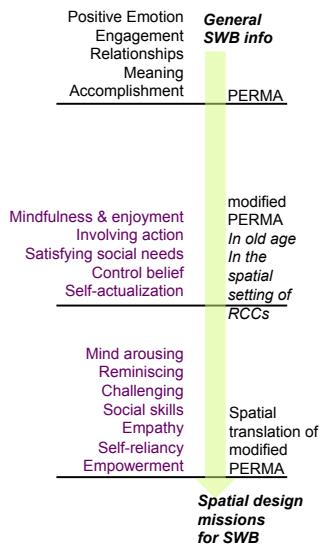 Positive Emotion
Engagement
Relationships
Meaning
Accomplishment
General
SWB info
PERMA
Mindfulness & enjoyment
Involving action
Satisfying social needs
Control belief
Self-actualization
modified
PERMA
In old age
In the
spatial
setting of
RCCs
Mind arousing
Reminiscing
Challenging
Social skills
Empathy
Self-reliancy
Empowerment
Spatial
translation of
modified
PERMA
Spatial design
missions
for SWB